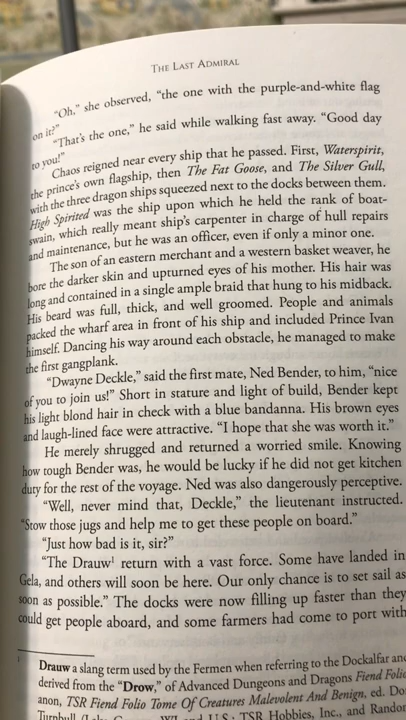 THE LAST ADMIRAL
"Oh," she observed, "the one with the purple-and-white flag
on it?"
"That's the one," he said while walking fast away. "Good day
to you!"
Chaos reigned near every ship that he passed. First, Waterspirit,
the prince's own flagship, then The Fat Goose, and The Silver Gull,
with the three dragon ships squeezed next to the docks between them.
High Spirited was the ship upon which he held the rank of boat-
swain, which really meant ship's carpenter in charge of hull repairs
and maintenance, but he was an officer, even if only a minor one.
The son of an eastern merchant and a western basket weaver, he
bore the darker skin and upturned eyes of his mother. His hair was
long and contained in a single ample braid that hung to his midback.
His beard was full, thick, and well groomed. People and animals
packed the wharf area in front of his ship and included Prince Ivan
himself. Dancing his way around each obstacle, he managed to make
the first gangplank.
"Dwayne Deckle," said the first mate, Ned Bender, to him, "nice
of you to join us!" Short in stature and light of build, Bender kept
his light blond hair in check with a blue bandanna. His brown eyes
and laugh-lined face were attractive. "I hope that she was worth it."
He merely shrugged and returned a worried smile. Knowing
how tough Bender was, he would be lucky if he did not get kitchen
duty for the rest of the voyage. Ned was also dangerously perceptive.
"Well, never mind that, Deckle," the lieutenant instructed.
"Stow those jugs and help me to get these people on board."
"Just how bad is it, sir?"
"The Drauw¹ return with a vast force. Some have landed in
Gela, and others will soon be here. Our only chance is to set sail as
soon as possible." The docks were now filling up faster than they
could get people aboard, and some farmers had come to port with
1 Drauw a slang term used by the Fermen when referring to the Dockalfar an
derived from the "Drow," of Advanced Dungeons and Dragons Fiend Folio
anon, TSR Fiend Folio Tome Of Creatures Malevolent And Benign, ed. Do
Turnbull U.S.: TSR Hobbies, Inc., and Rando